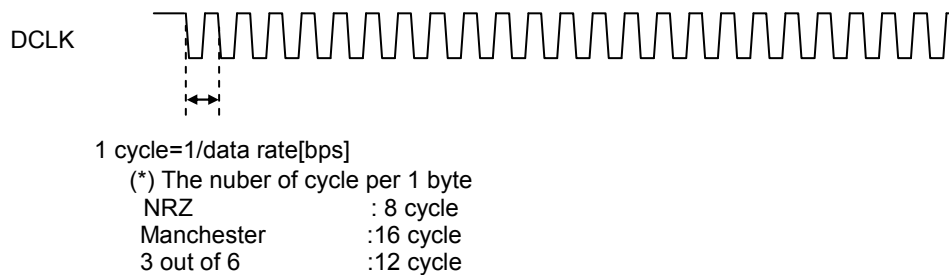 DCLK
1 cycle=1/data rate[bps]
(*) The nuber of cycle per 1 byte
NRZ : 8 cycle
Manchester :16 cycle
3 out of 6 :12 cycle